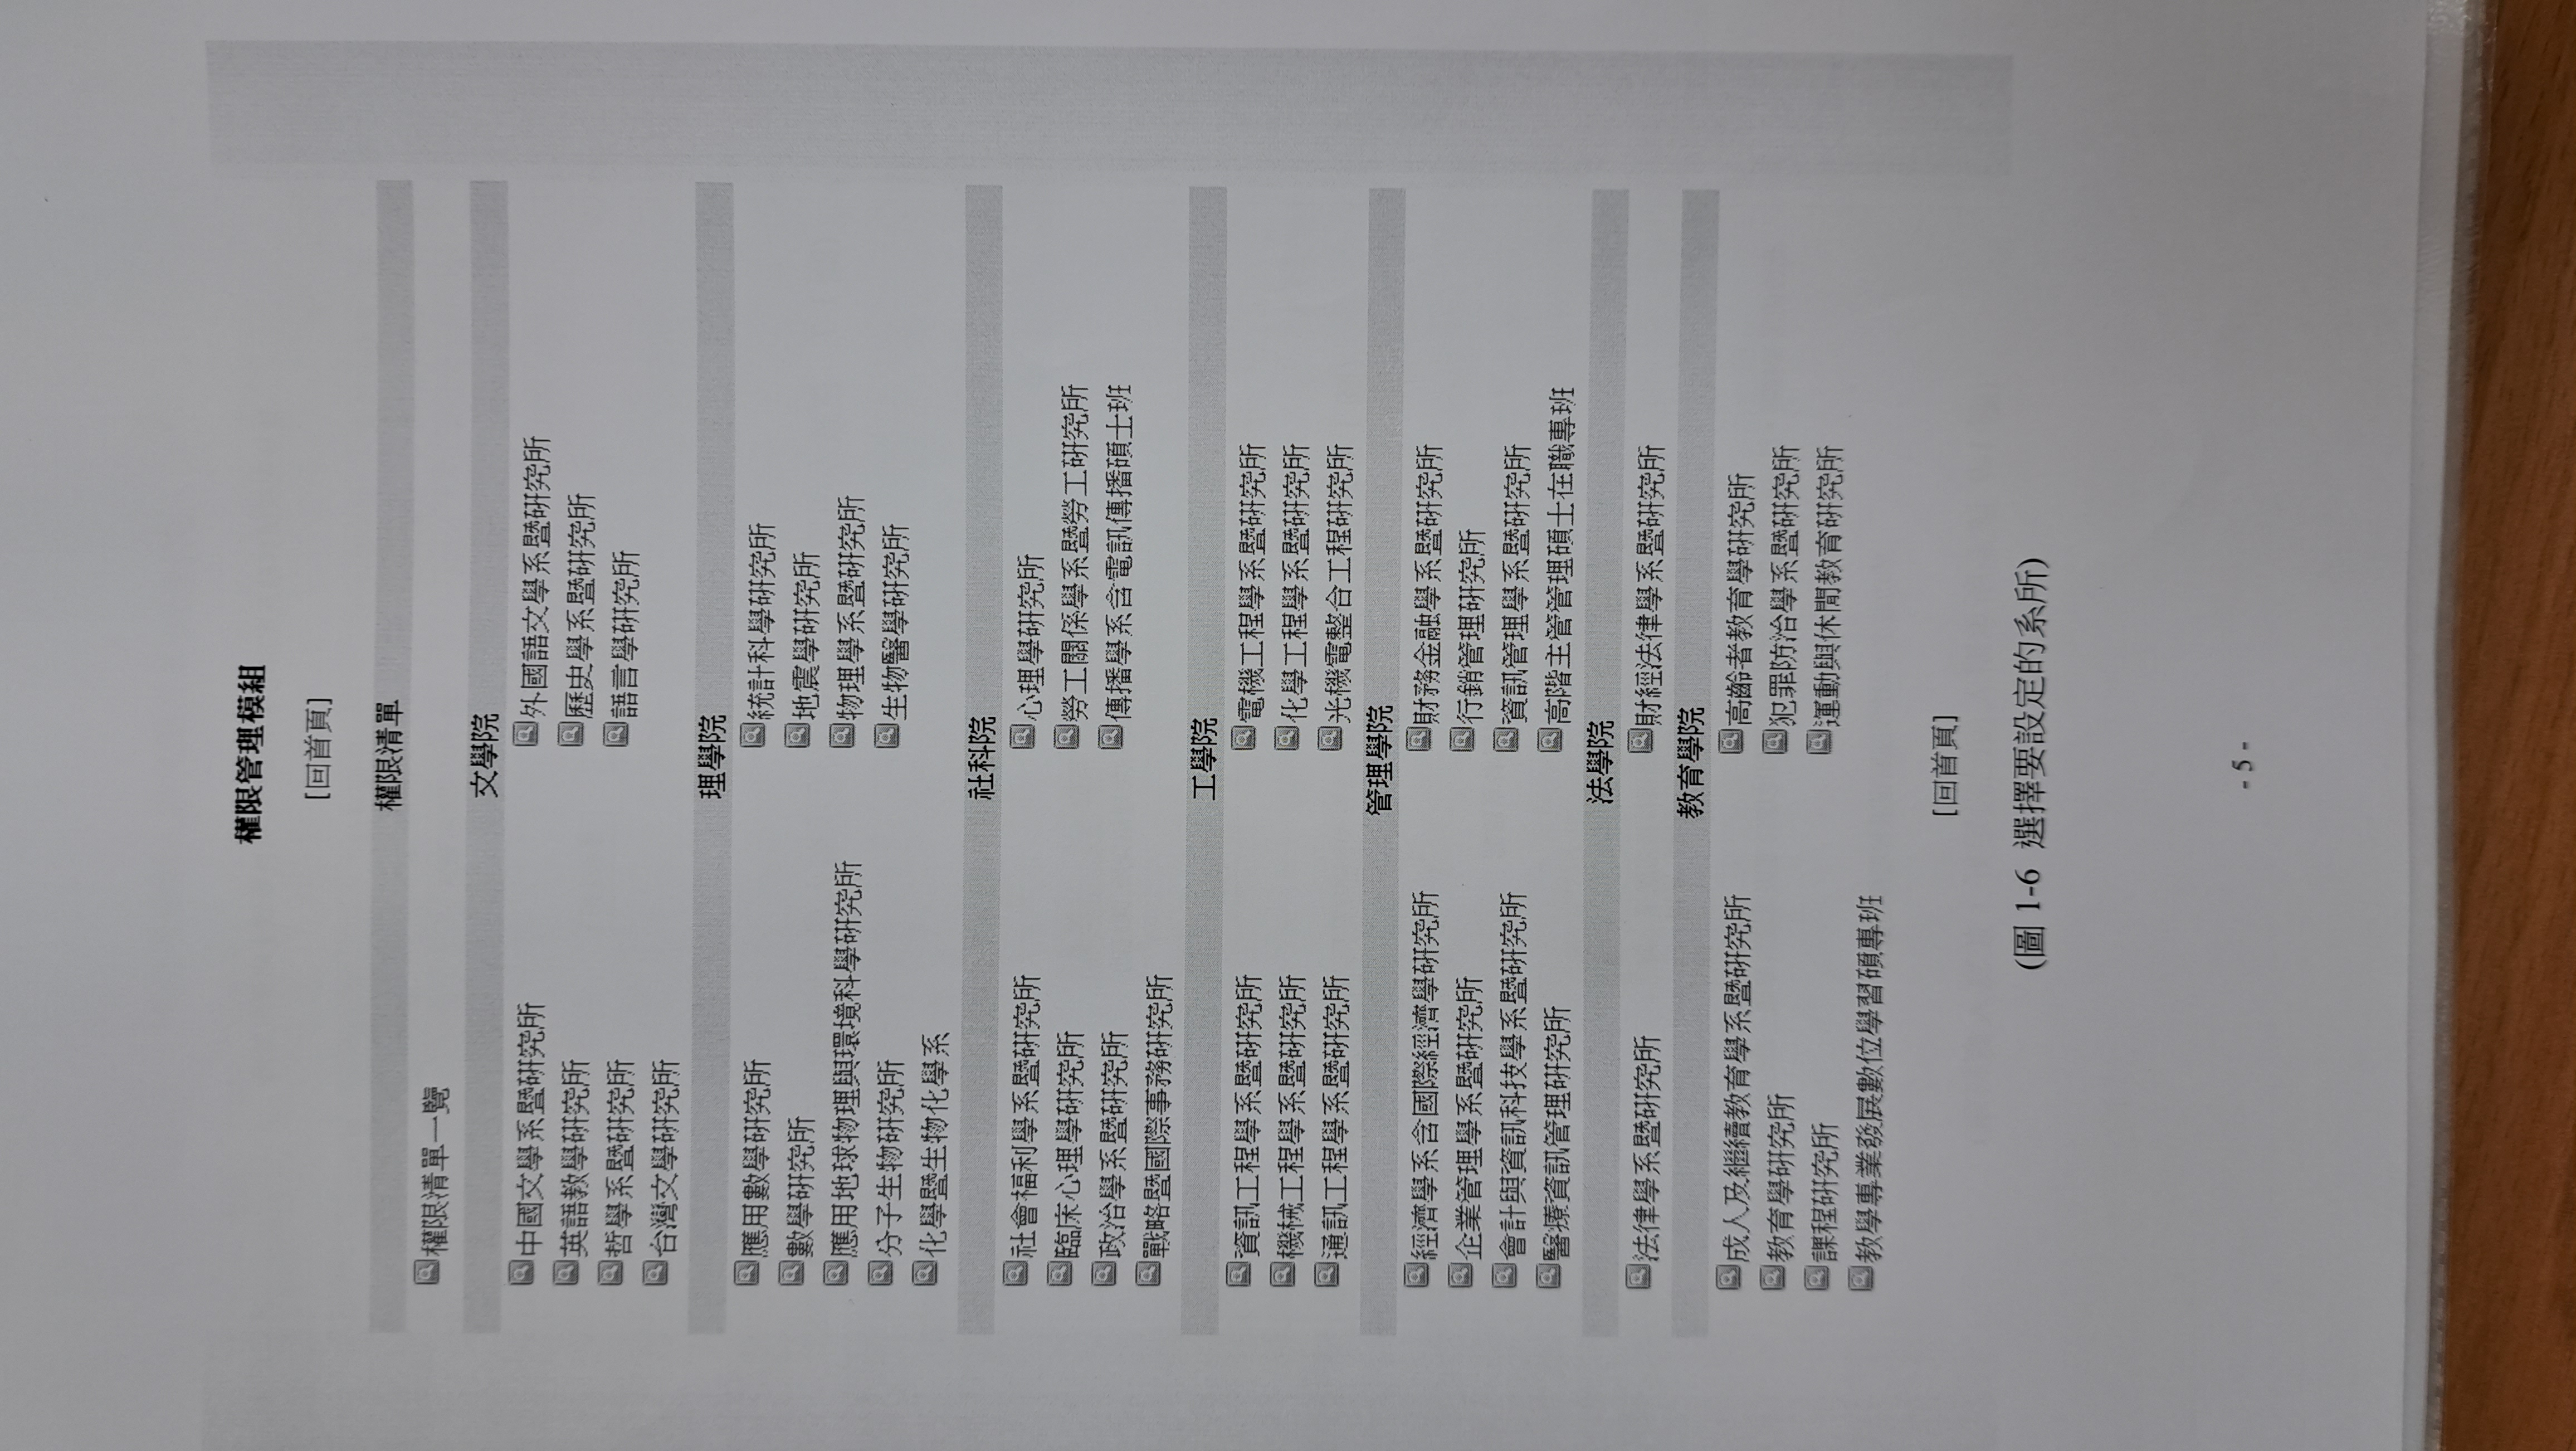 權限管理模組
[回首頁]
權限清單
權限清單一覽
文學院
中國文學系暨研究所 外國語文學系暨研究所
英語教學研究所 歷史學系暨研究所
哲學系暨研究所 語言學研究所
台灣文學研究所
理學院
應用數學研究所 統計科學研究所
數學研究所 地震學研究所
應用地球物理與環境科學研究所 物理學系暨研究所
分子生物研究所 生物醫學研究所
化學暨生物化學系
社科院
社會福利學系暨研究所 心理學研究所
臨床心理學研究所 勞工關係學系暨勞工研究所
政治學系暨研究所 傳播學系含電訊傳播碩士班
戰略暨國際事務研究所
工學院
資訊工程學系暨研究所 電機工程學系暨研究所
機械工程學系暨研究所 化學工程學系暨研究所
通訊工程學系暨研究所 光機電整合工程研究所
管理學院
經濟學系含國際經濟學研究所 財務金融學系暨研究所
企業管理學系暨研究所 行銷管理研究所
會計與資訊科技學系暨研究所 資訊管理學系暨研究所
醫療資訊管理研究所 高階主管管理碩士在職專班
法學院
法律學系暨研究所 財經法律學系暨研究所
教育學院
成人及繼續教育學系暨研究所 高齡者教育學研究所
教育學研究所 犯罪防治學系暨研究所
課程研究所 運動與休閒教育研究所
教學專業發展數位學習碩專班
[回首頁]
(圖 1-6 選擇要設定的系所)
- 5 -